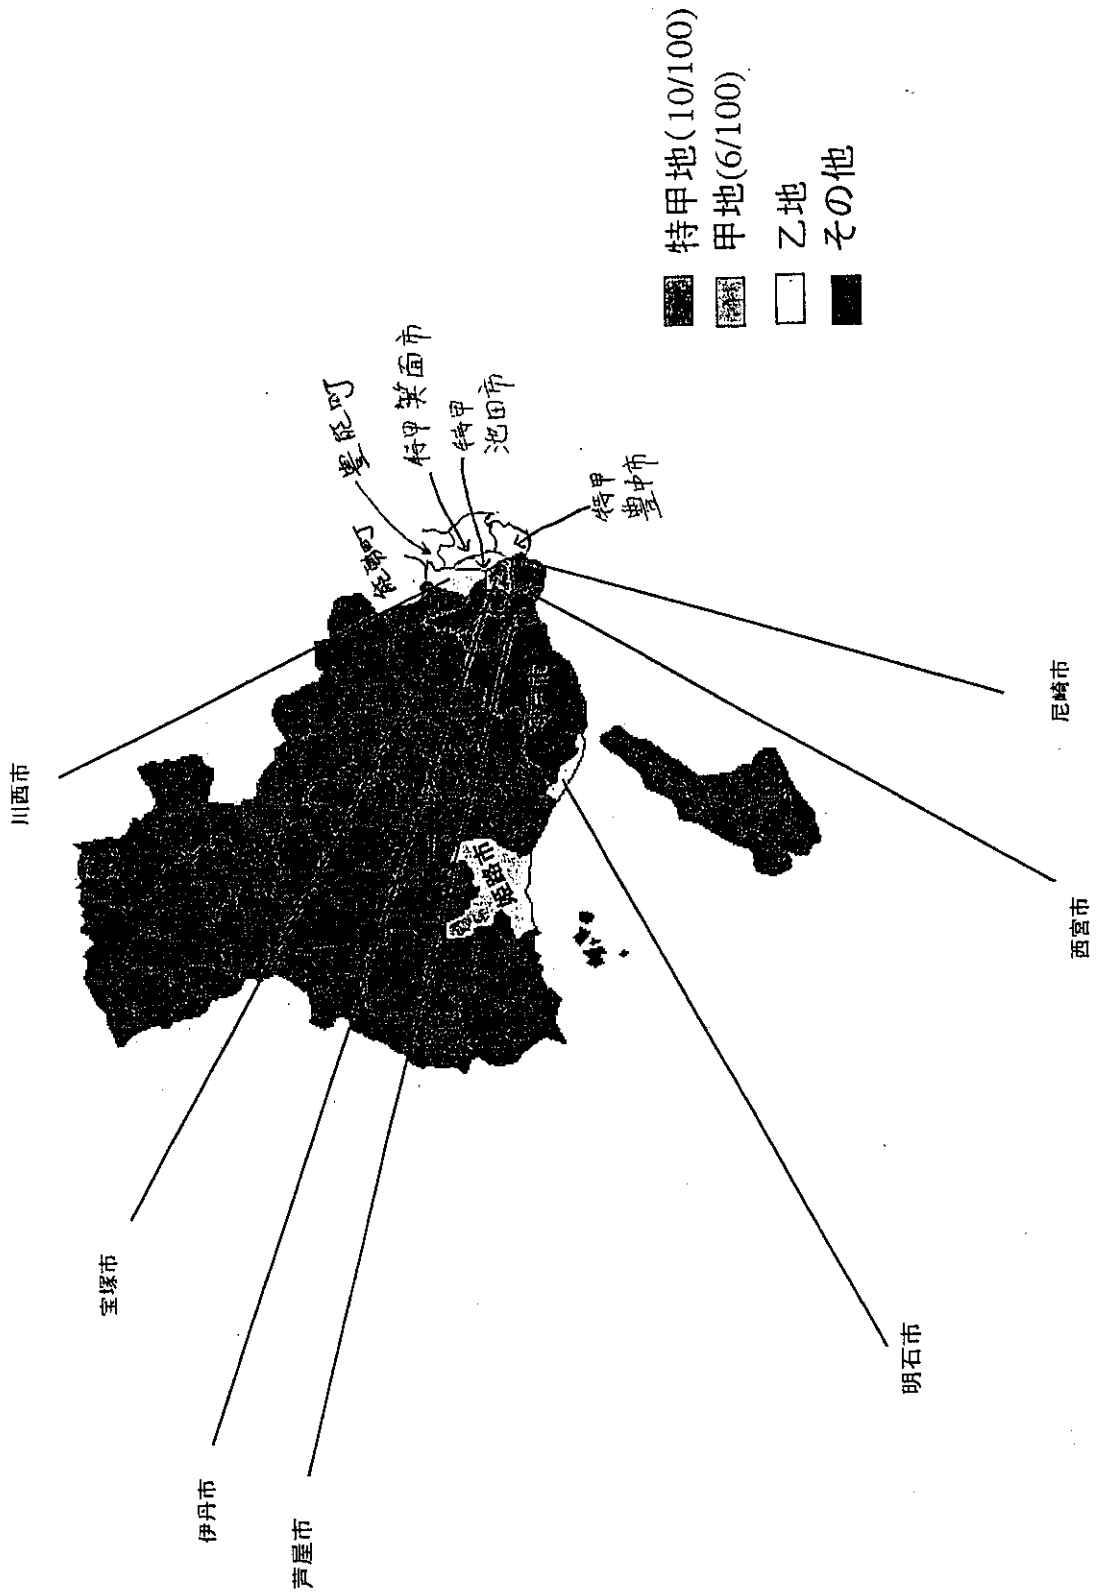 川西市
宝塚市
伊丹市
芦屋市
明石市
西宮市
尼崎市
姫路市
能勢町
豊能町
特甲 箕面市
特甲
池田市
特甲
豊中市
特甲地(10/100)
甲地(6/100)
乙地
その他